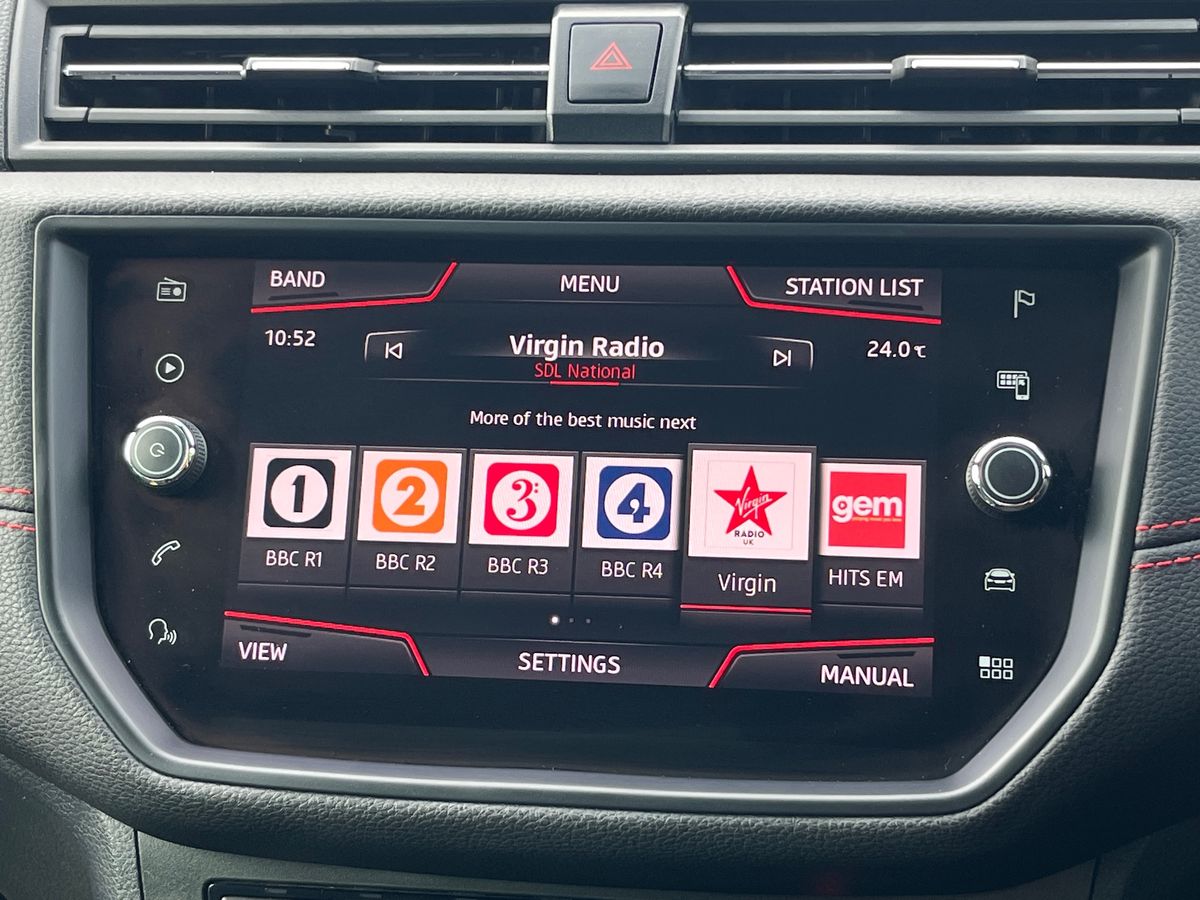 BAND MENU STATION LIST
10:52 Virgin Radio 24.0℃
SDL National
More of the best music next
1 2 3: 4 Virgin gem
RADIO
UK
BBC R1 BBC R2 BBC R3 BBC R4 Virgin HITS EM
VIEW SETTINGS MANUAL